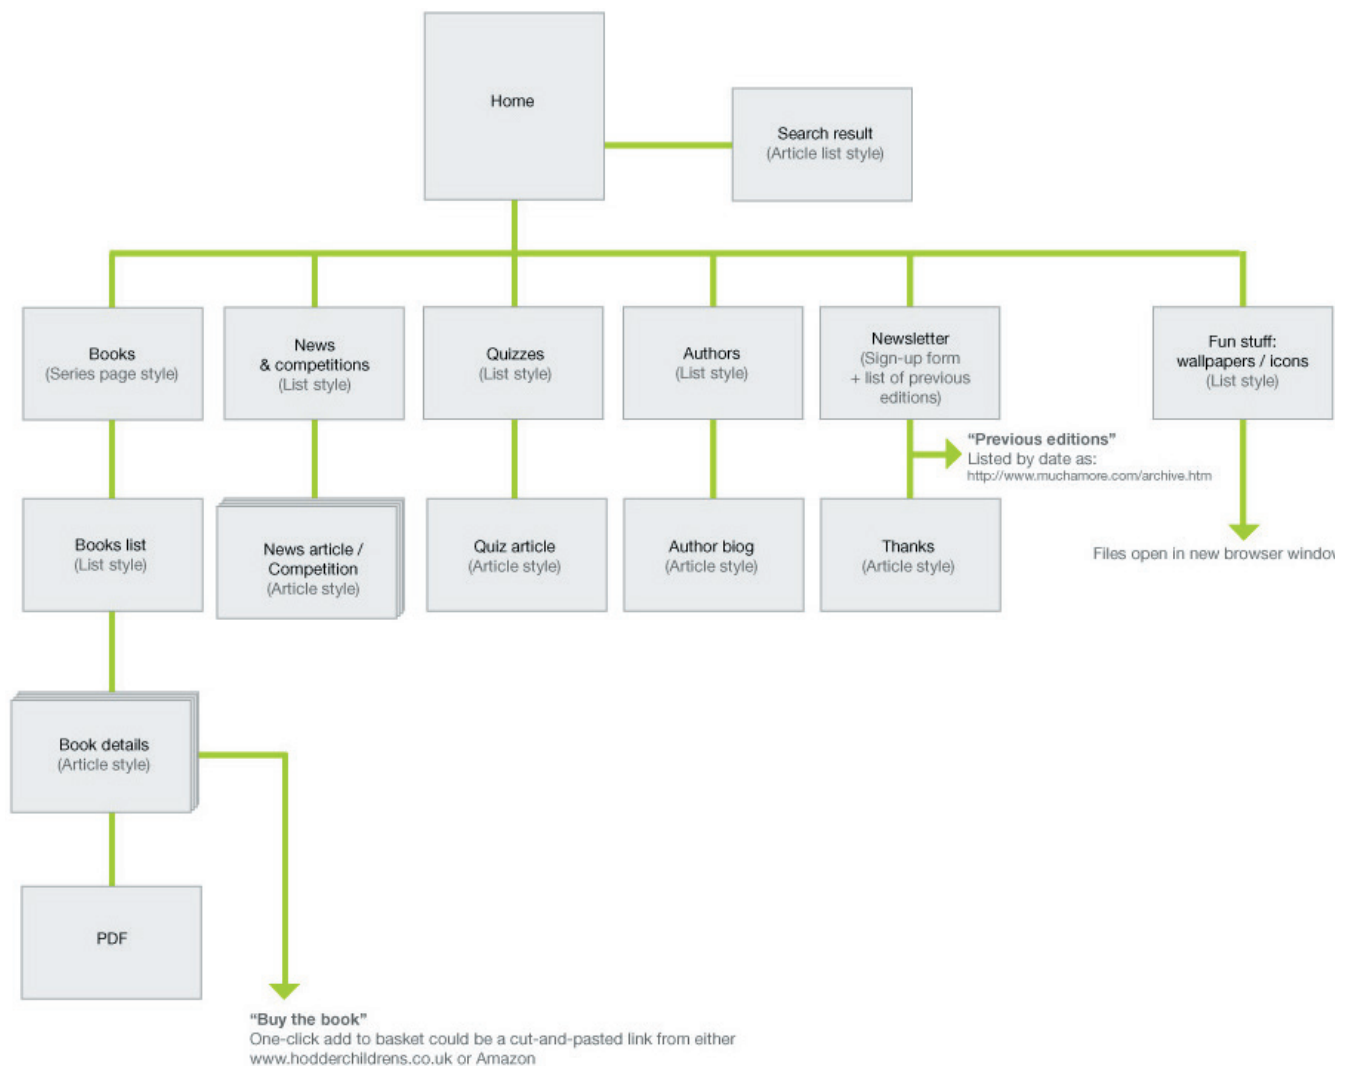 Home
Search result
(Article list style)
Books
(Series page style)
News
& competitions
(List style)
Quizzes
(List style)
Authors
(List style)
Newsletter
(Sign-up form
+ list of previous
editions)
Fun stuff:
wallpapers / icons
(List style)
“Previous editions”
Listed by date as:
http://www.muchamore.com/archive.htm
Books list
(List style)
News article /
Competition
(Article style)
Quiz article
(Article style)
Author biog
(Article style)
Thanks
(Article style)
Files open in new browser window
Book details
(Article style)
PDF
“Buy the book”
One-click add to basket could be a cut-and-pasted link from either
www.hodderchildrens.co.uk or Amazon